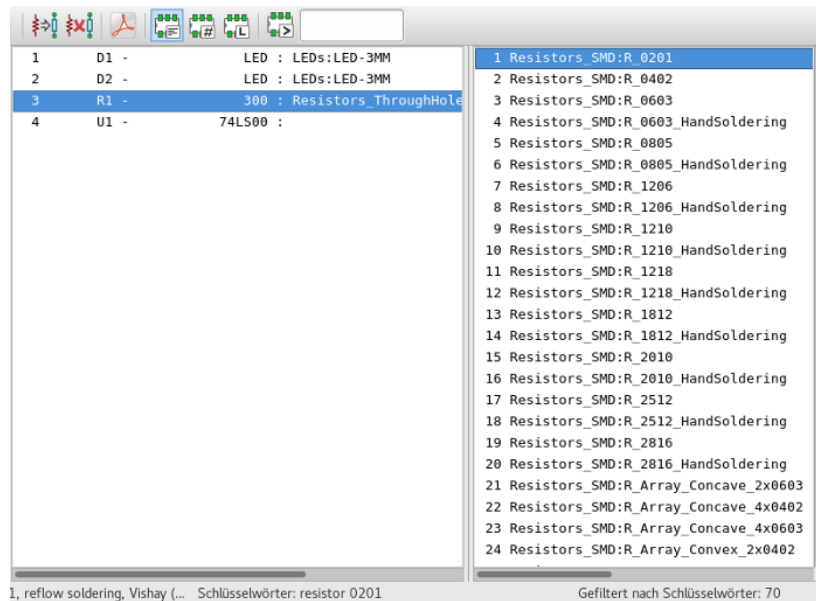 1 D1 - LED : LEDs:LED-3MM
2 D2 - LED : LEDs:LED-3MM
3 R1 - 300 : Resistors_ThroughHole
4 U1 - 74LS00 :
1 Resistors_SMD:R_0201
2 Resistors_SMD:R_0402
3 Resistors_SMD:R_0603
4 Resistors_SMD:R_0603_HandSoldering
5 Resistors_SMD:R_0805
6 Resistors_SMD:R_0805_HandSoldering
7 Resistors_SMD:R_1206
8 Resistors_SMD:R_1206_HandSoldering
9 Resistors_SMD:R_1210
10 Resistors_SMD:R_1210_HandSoldering
11 Resistors_SMD:R_1218
12 Resistors_SMD:R_1218_HandSoldering
13 Resistors_SMD:R_1812
14 Resistors_SMD:R_1812_HandSoldering
15 Resistors_SMD:R_2010
16 Resistors_SMD:R_2010_HandSoldering
17 Resistors_SMD:R_2512
18 Resistors_SMD:R_2512_HandSoldering
19 Resistors_SMD:R_2816
20 Resistors_SMD:R_2816_HandSoldering
21 Resistors_SMD:R_Array_Concave_2x0603
22 Resistors_SMD:R_Array_Concave_4x0402
23 Resistors_SMD:R_Array_Concave_4x0603
24 Resistors_SMD:R_Array_Convex_2x0402
1, reflow soldering, Vishay (... Schlüsselwörter: resistor 0201 Gefiltert nach Schlüsselwörter: 70